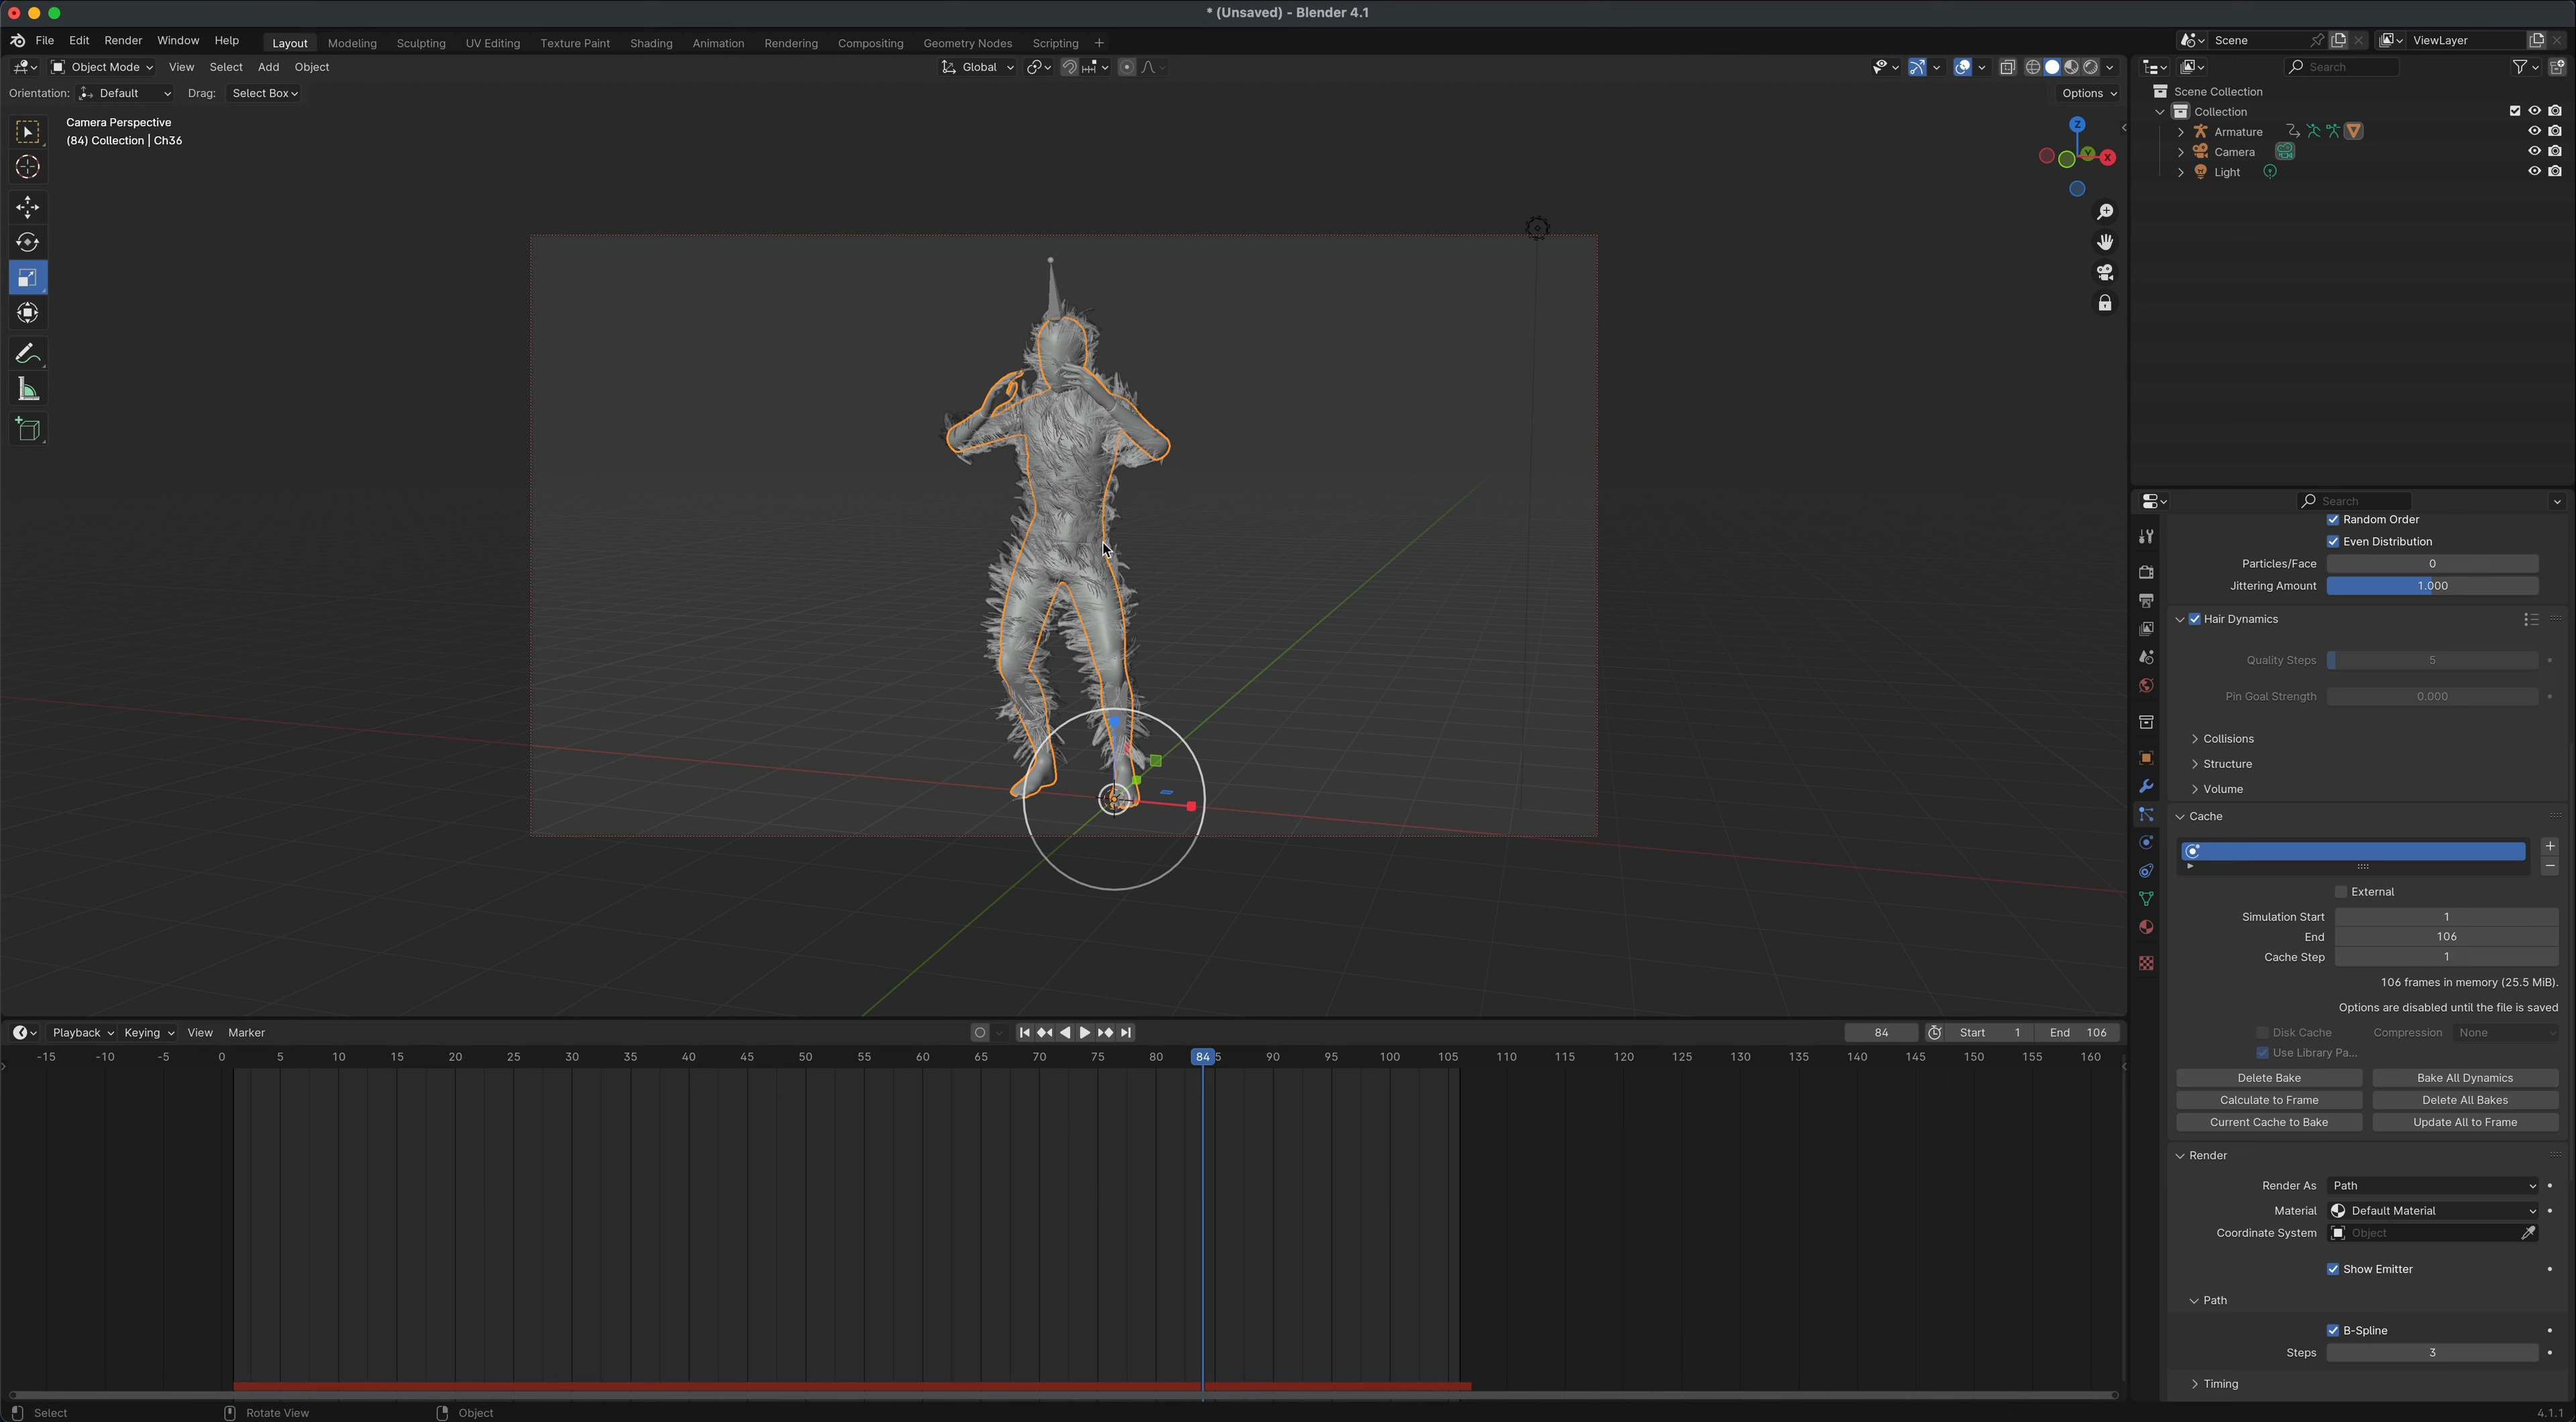 * (Unsaved) - Blender 4.1
File Edit Render Window Help Layout Modeling Sculpting UV Editing Texture Paint Shading Animation Rendering Compositing Geometry Nodes Scripting + Scene ViewLayer
Object Mode View Select Add Object Global Search
Orientation: Default Drag: Select Box Options
Camera Perspective
(84) Collection | Ch36
Z
Y
X
Scene Collection
Collection
Armature
Camera
Light
Search
Random Order
Even Distribution
Particles/Face 0
Jittering Amount 1.000
Hair Dynamics
Quality Steps 5
Pin Goal Strength 0.000
Collisions
Structure
Volume
Cache
External
Simulation Start 1
End 106
Cache Step 1
106 frames in memory (25.5 MiB).
Options are disabled until the file is saved
Disk Cache Compression None
Use Library Pa...
Delete Bake Bake All Dynamics
Calculate to Frame Delete All Bakes
Current Cache to Bake Update All to Frame
Render
Render As Path
Material Default Material
Coordinate System Object
Show Emitter
Path
B-Spline
Steps 3
Timing
Playback Keying View Marker 84 Start 1 End 106
-15 -10 -5 0 5 10 15 20 25 30 35 40 45 50 55 60 65 70 75 80 84 5 90 95 100 105 110 115 120 125 130 135 140 145 150 155 160
Select Rotate View Object 4.1.1